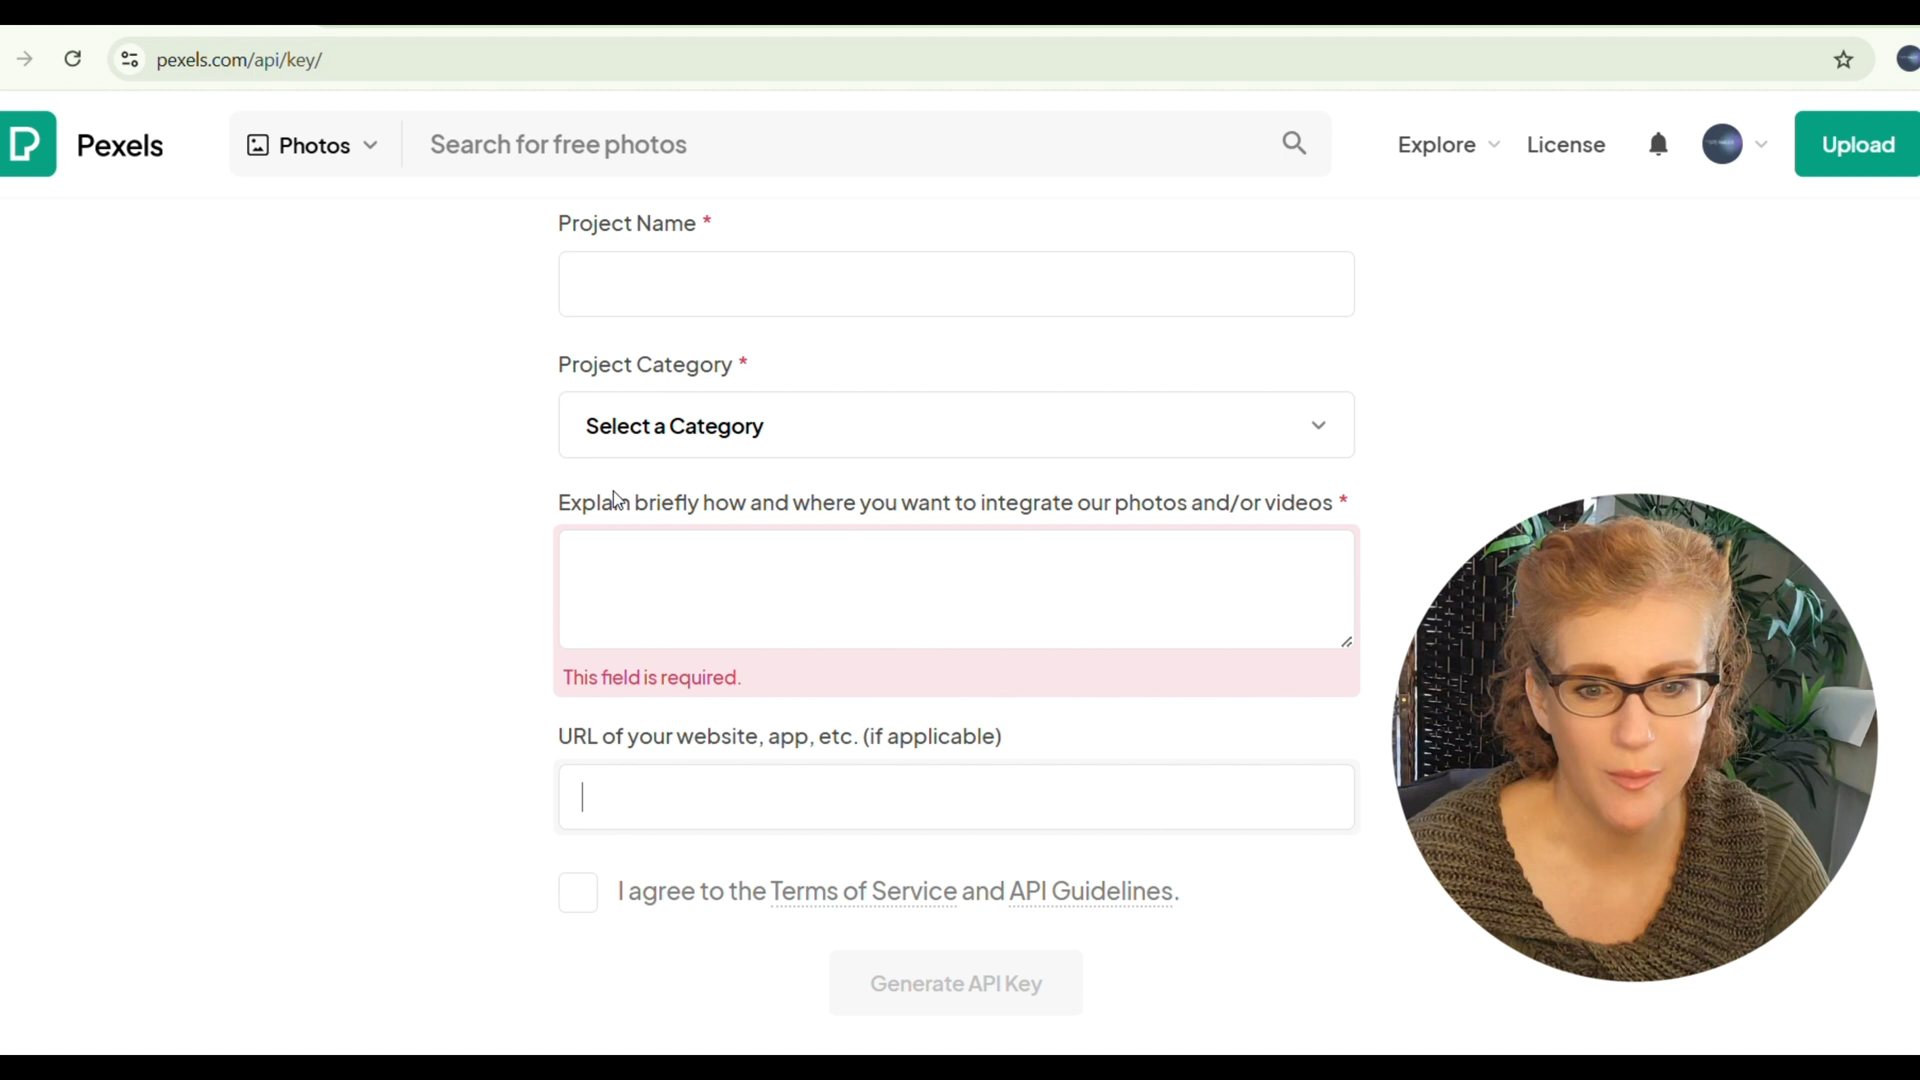 pexels.com/api/key/
Pexels
Photos
Search for free photos
Explore
License
Upload
Project Name *
Project Category *
Select a Category
Explain briefly how and where you want to integrate our photos and/or videos *
This field is required.
URL of your website, app, etc. (if applicable)
I agree to the Terms of Service and API Guidelines.
Generate API Key